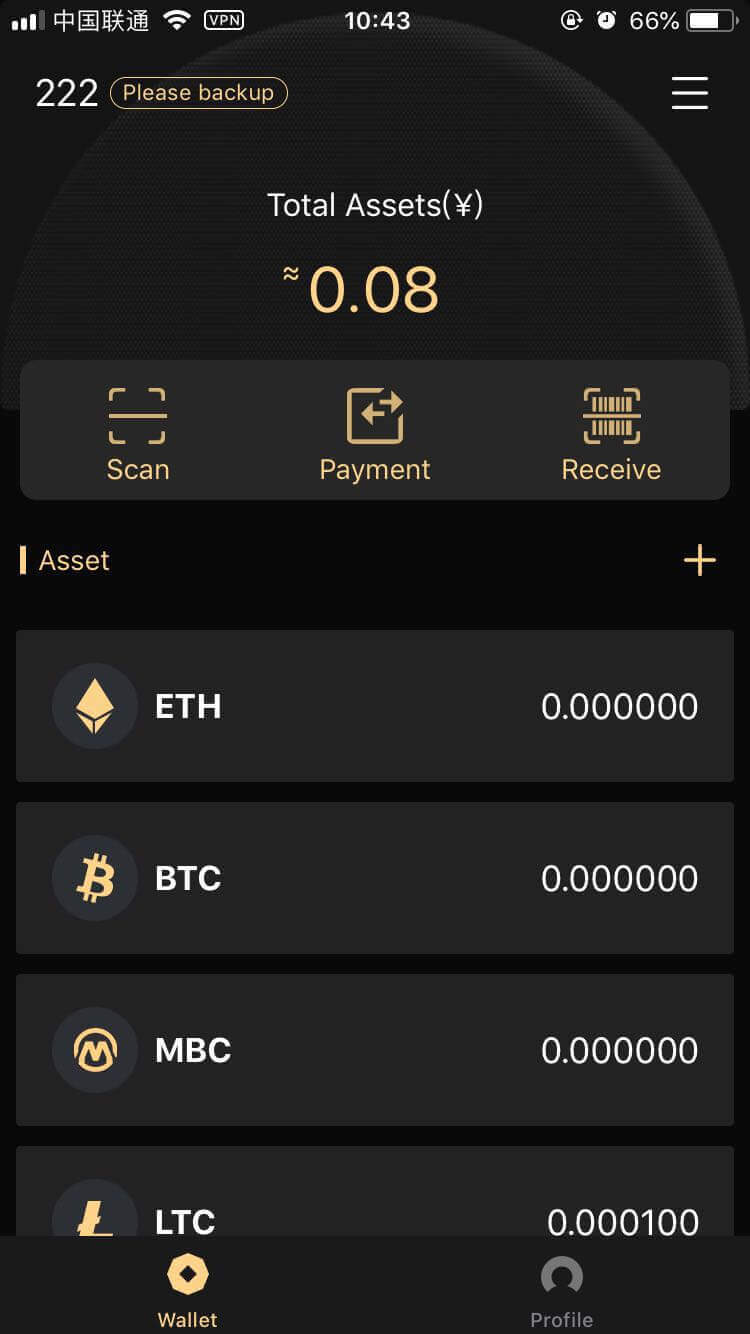 中国联通 VPN 10:43 66%
222 Please backup
Total Assets(¥)
≈0.08
Scan Payment Receive
Asset
ETH 0.000000
BTC 0.000000
MBC 0.000000
LTC 0.000100
Wallet Profile